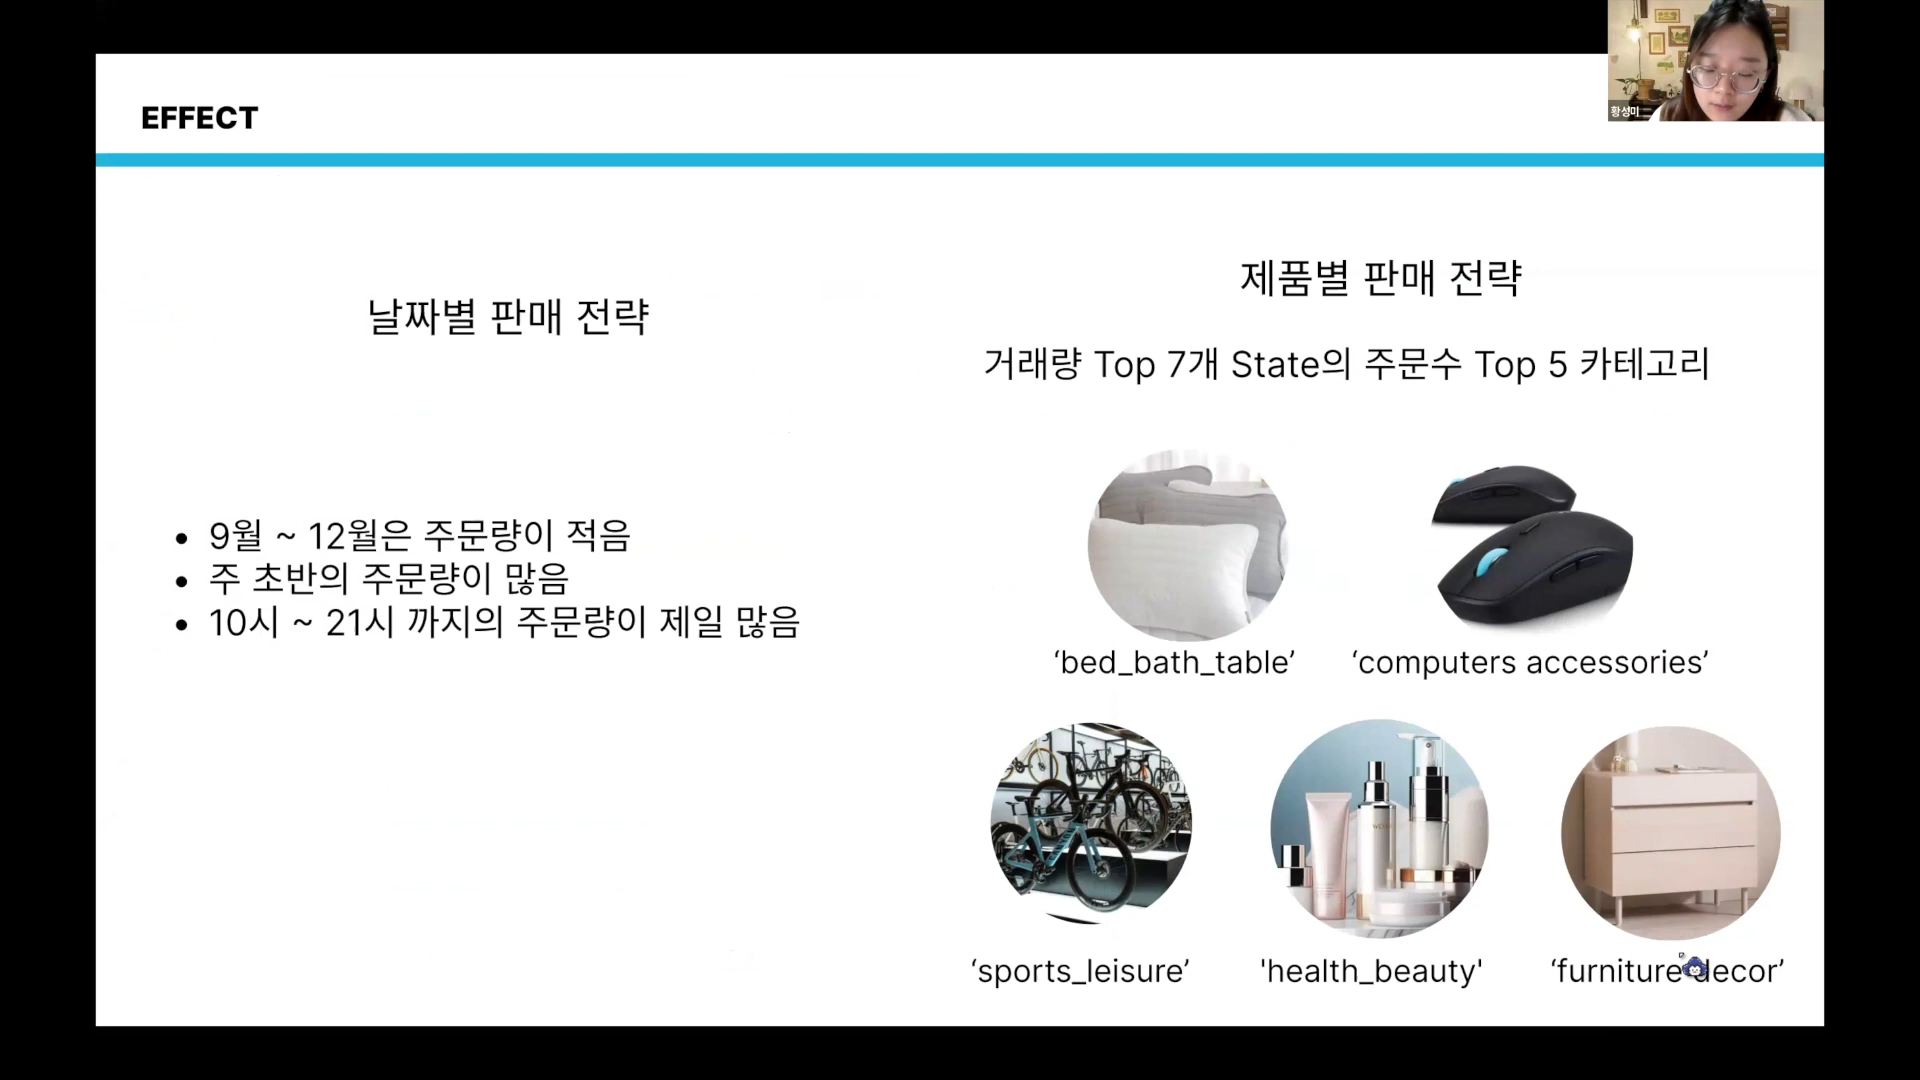 황성미
EFFECT
날짜별 판매 전략
9월 ~ 12월은 주문량이 적음
주 초반의 주문량이 많음
10시 ~ 21시 까지의 주문량이 제일 많음
제품별 판매 전략
거래량 Top 7개 State의 주문수 Top 5 카테고리
‘bed_bath_table’
‘computers accessories’
‘sports_leisure’
'health_beauty'
‘furniture decor’